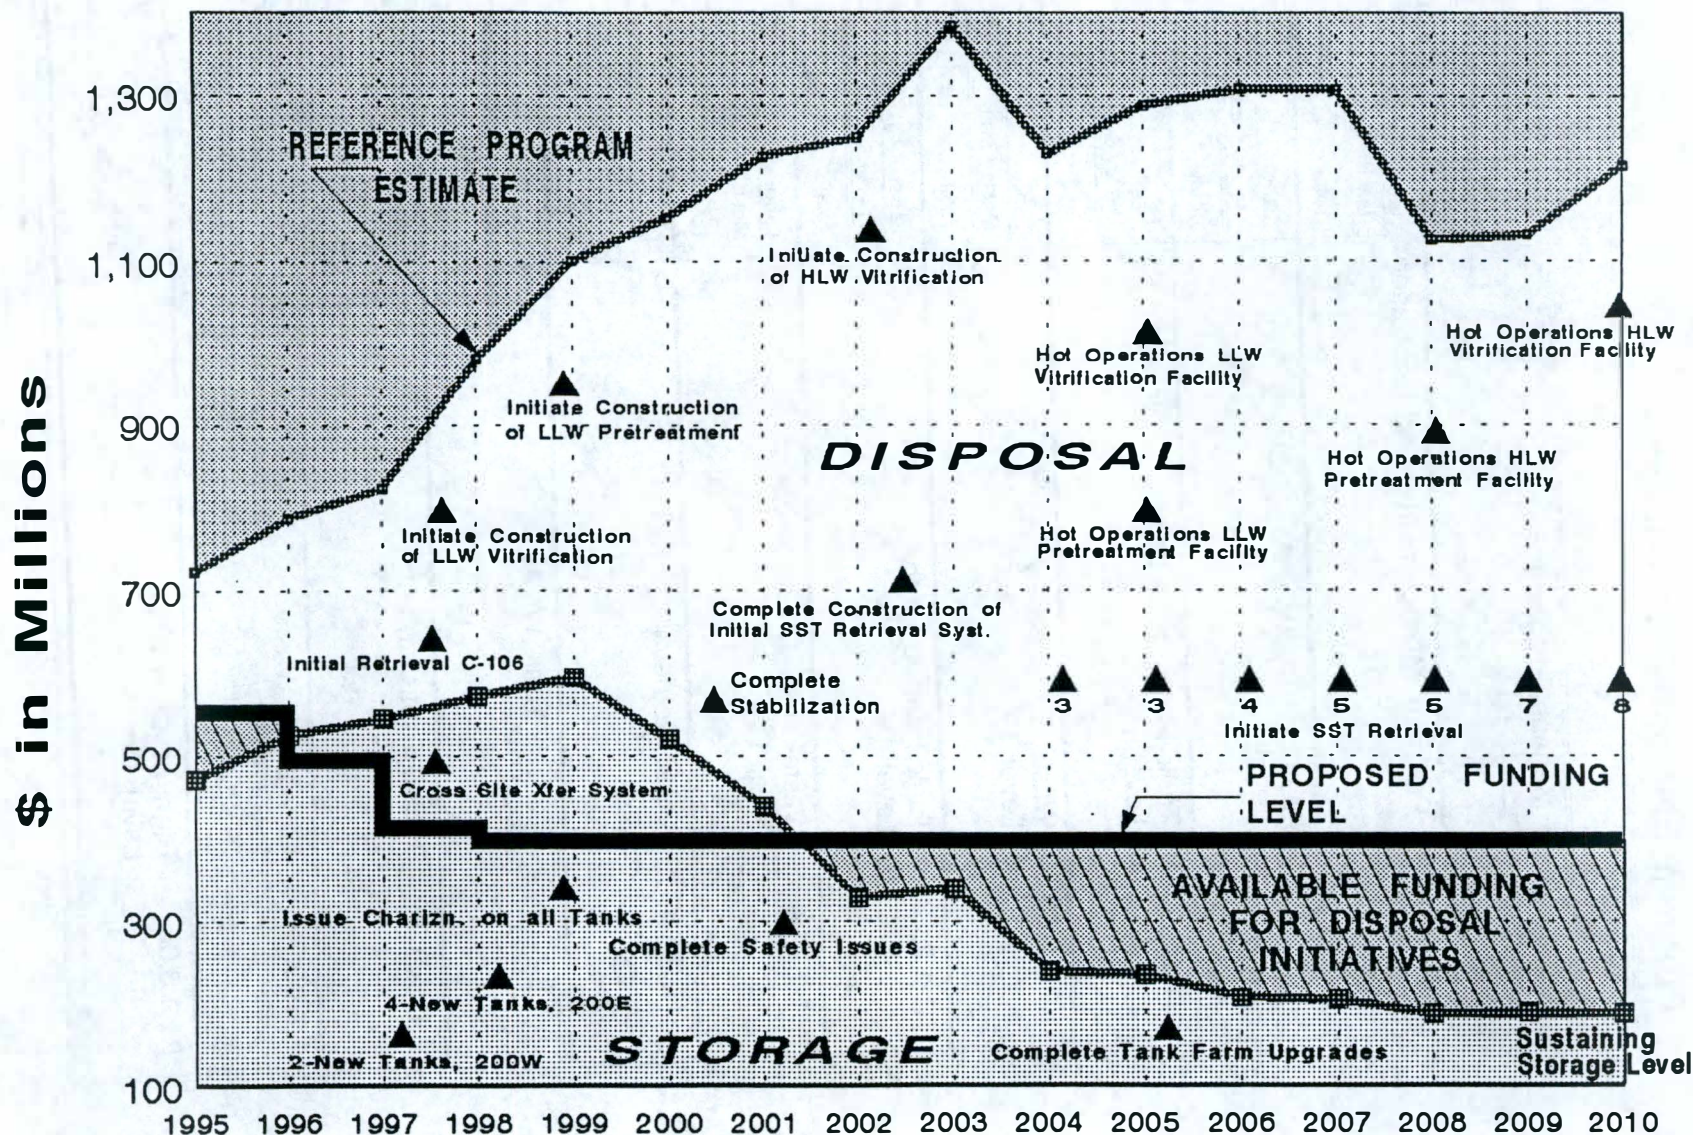 $ in Millions
1,300
1,100
900
700
500
300
100
REFERENCE PROGRAM
ESTIMATE
Initiate Construction
of HLW Vitrification
Hot Operations LLW
Vitrification Facility
Hot Operations HLW
Vitrification Facility
Initiate Construction
of LLW Pretreatment
DISPOSAL
Hot Operations HLW
Pretreatment Facility
Initiate Construction
of LLW Vitrification
Hot Operations LLW
Pretreatment Facility
Complete Construction of
Initial SST Retrieval Syst.
Initial Retrieval C-106
Complete
Stabilization
3 3 4 5 6 7 8
Initiate SST Retrieval
Cross Site Xfer System
PROPOSED FUNDING
LEVEL
AVAILABLE FUNDING
FOR DISPOSAL
INITIATIVES
Issue Charizn. on all Tanks
Complete Safety Issues
4-New Tanks, 200E
2-New Tanks, 200W
STORAGE
Complete Tank Farm Upgrades
Sustaining
Storage Level
1995 1996 1997 1998 1999 2000 2001 2002 2003 2004 2005 2006 2007 2008 2009 2010